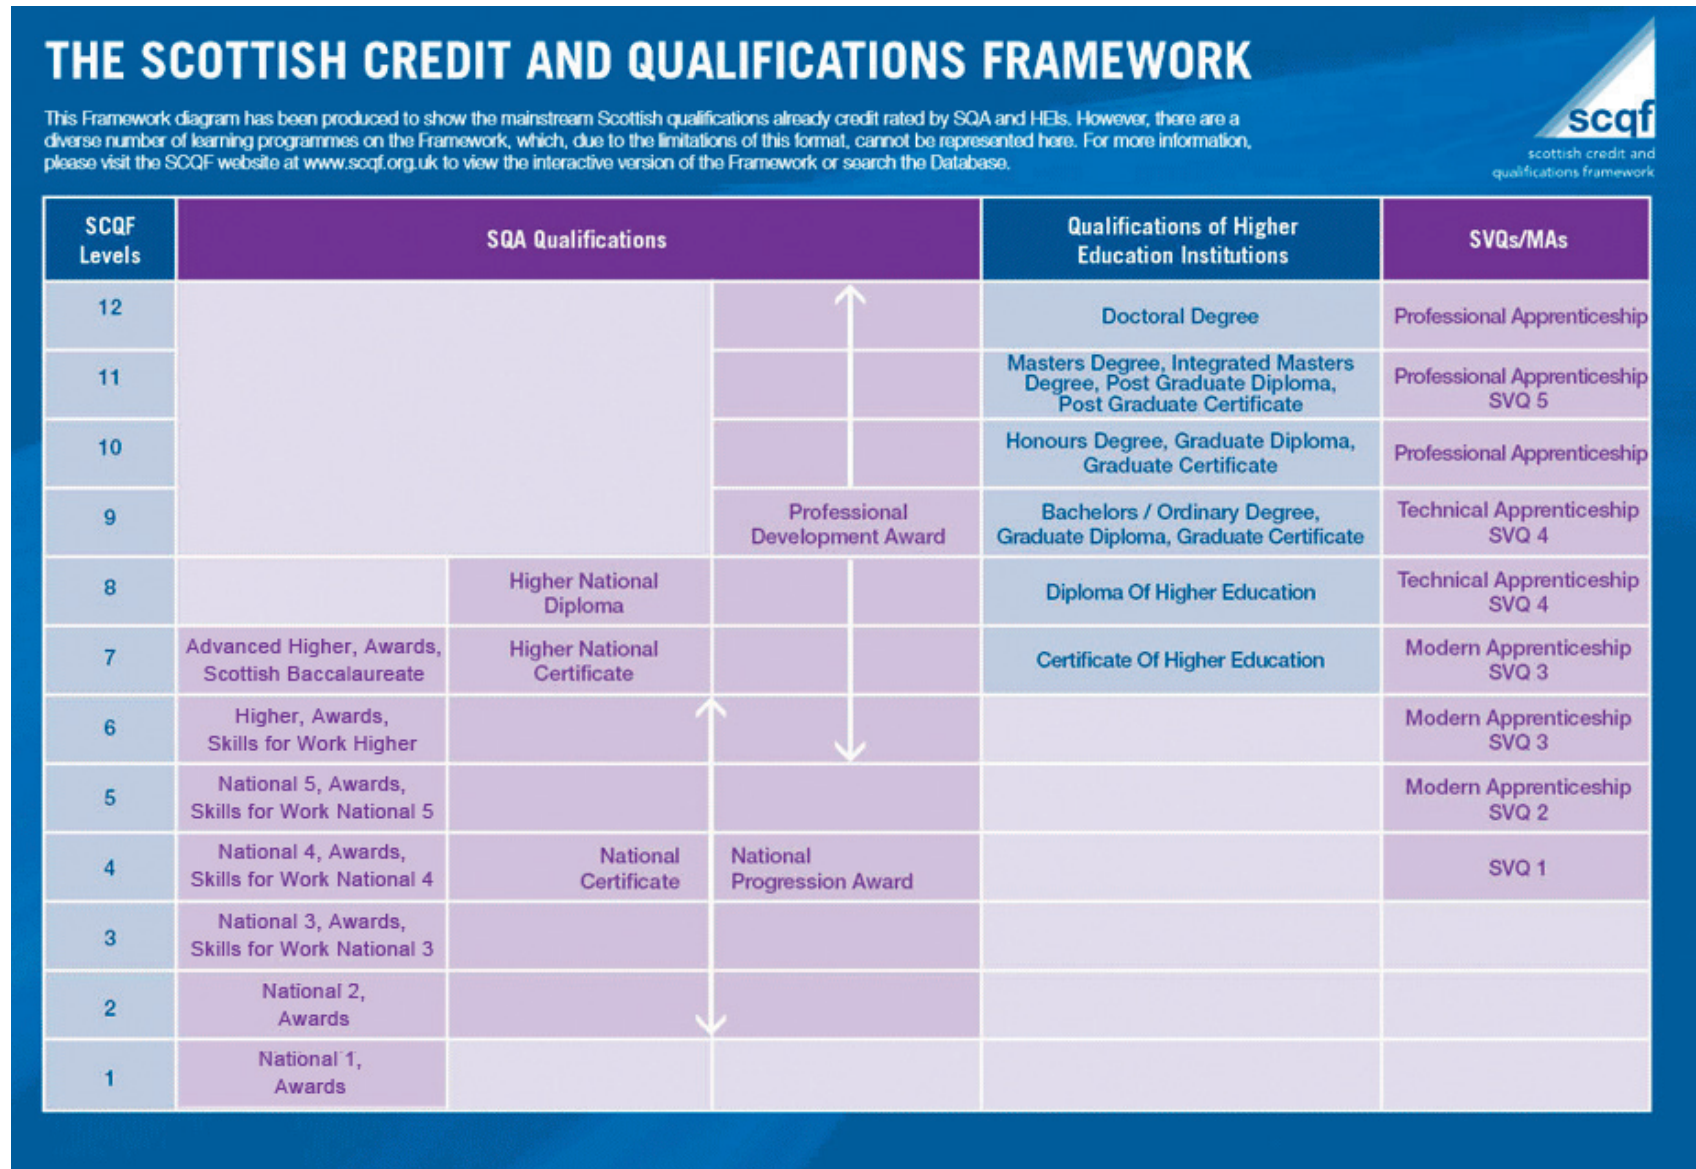 THE SCOTTISH CREDIT AND QUALIFICATIONS FRAMEWORK
This Framework diagram has been produced to show the mainstream Scottish qualifications already credit rated by SQA and HEIs. However, there are a
diverse number of learning programmes on the Framework, which, due to the limitations of this format, cannot be represented here. For more information,
please visit the SCQF website at www.scqf.org.uk to view the interactive version of the Framework or search the Database.
scqf
scottish credit and
qualifications framework
SCQF
Levels
SQA Qualifications
Qualifications of Higher
Education Institutions
SVQs/MAs
12
Doctoral Degree
Professional Apprenticeship
11
Masters Degree, Integrated Masters
Degree, Post Graduate Diploma,
Post Graduate Certificate
Professional Apprenticeship
SVQ 5
10
Honours Degree, Graduate Diploma,
Graduate Certificate
Professional Apprenticeship
9
Professional
Development Award
Bachelors / Ordinary Degree,
Graduate Diploma, Graduate Certificate
Technical Apprenticeship
SVQ 4
8
Higher National
Diploma
Diploma Of Higher Education
Technical Apprenticeship
SVQ 4
7
Advanced Higher, Awards,
Scottish Baccalaureate
Higher National
Certificate
Certificate Of Higher Education
Modern Apprenticeship
SVQ 3
6
Higher, Awards,
Skills for Work Higher
Modern Apprenticeship
SVQ 3
5
National 5, Awards,
Skills for Work National 5
Modern Apprenticeship
SVQ 2
4
National 4, Awards,
Skills for Work National 4
National
Certificate
National
Progression Award
SVQ 1
3
National 3, Awards,
Skills for Work National 3
2
National 2,
Awards
1
National 1,
Awards